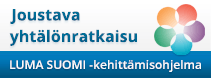 Joustava
yhtälönratkaisu
LUMA SUOMI -kehittämisohjelma